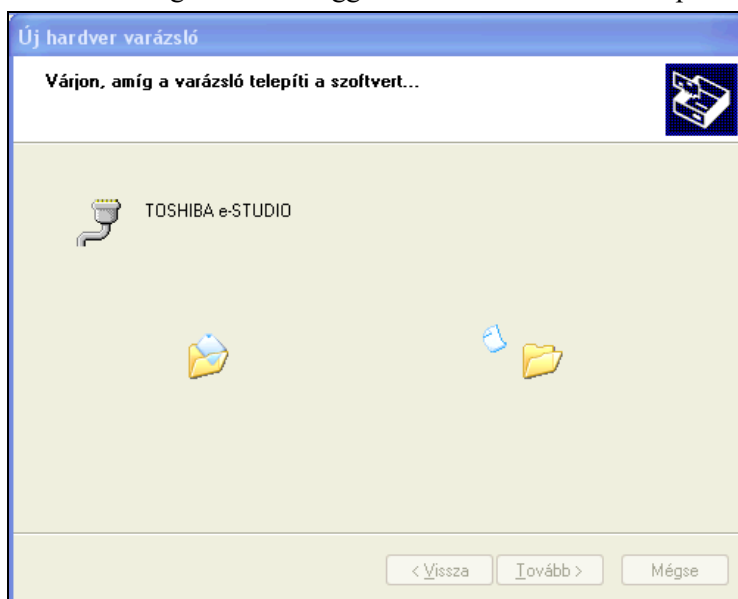 Új hardver varázsló
Várjon, amíg a varázsló telepíti a szoftvert...
TOSHIBA e-STUDIO
< Vissza
Tovább >
Mégse